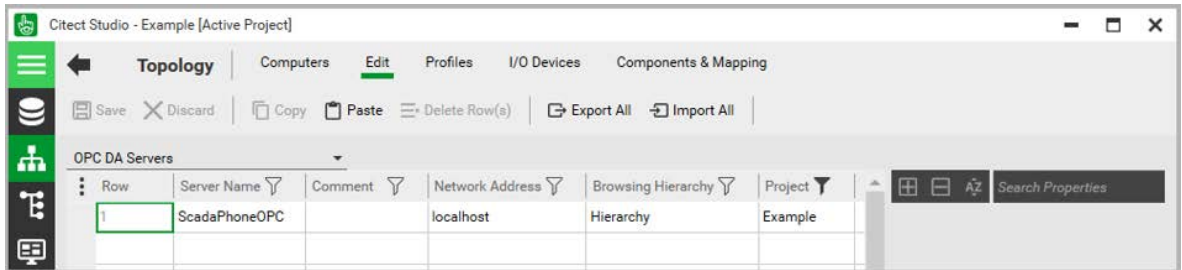 Citect Studio - Example [Active Project]
Topology Computers Edit Profiles I/O Devices Components & Mapping
Save Discard Copy Paste Delete Row(s) Export All Import All
OPC DA Servers
Row Server Name Comment Network Address Browsing Hierarchy Project AZ Search Properties
1 ScadaPhoneOPC localhost Hierarchy Example